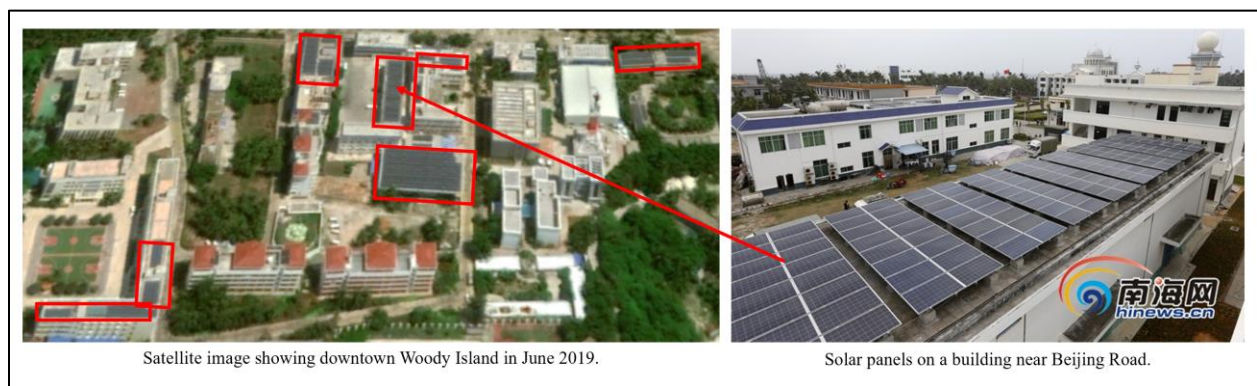 南海网
hinews.cn
Satellite image showing downtown Woody Island in June 2019.
Solar panels on a building near Beijing Road.